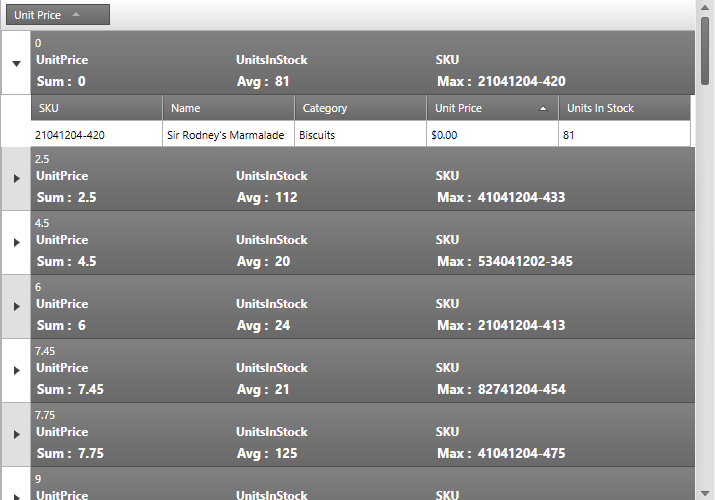 Unit Price
0
UnitPrice UnitsInStock SKU
Sum : 0 Avg : 81 Max : 21041204-420
SKU Name Category Unit Price Units In Stock
21041204-420 Sir Rodney's Marmalade Biscuits $0.00 81
2.5
UnitPrice UnitsInStock SKU
Sum : 2.5 Avg : 112 Max : 41041204-433
4.5
UnitPrice UnitsInStock SKU
Sum : 4.5 Avg : 20 Max : 534041202-345
6
UnitPrice UnitsInStock SKU
Sum : 6 Avg : 24 Max : 21041204-413
7.45
UnitPrice UnitsInStock SKU
Sum : 7.45 Avg : 21 Max : 82741204-454
7.75
UnitPrice UnitsInStock SKU
Sum : 7.75 Avg : 125 Max : 41041204-475
9
UnitPrice UnitsInStock SKU